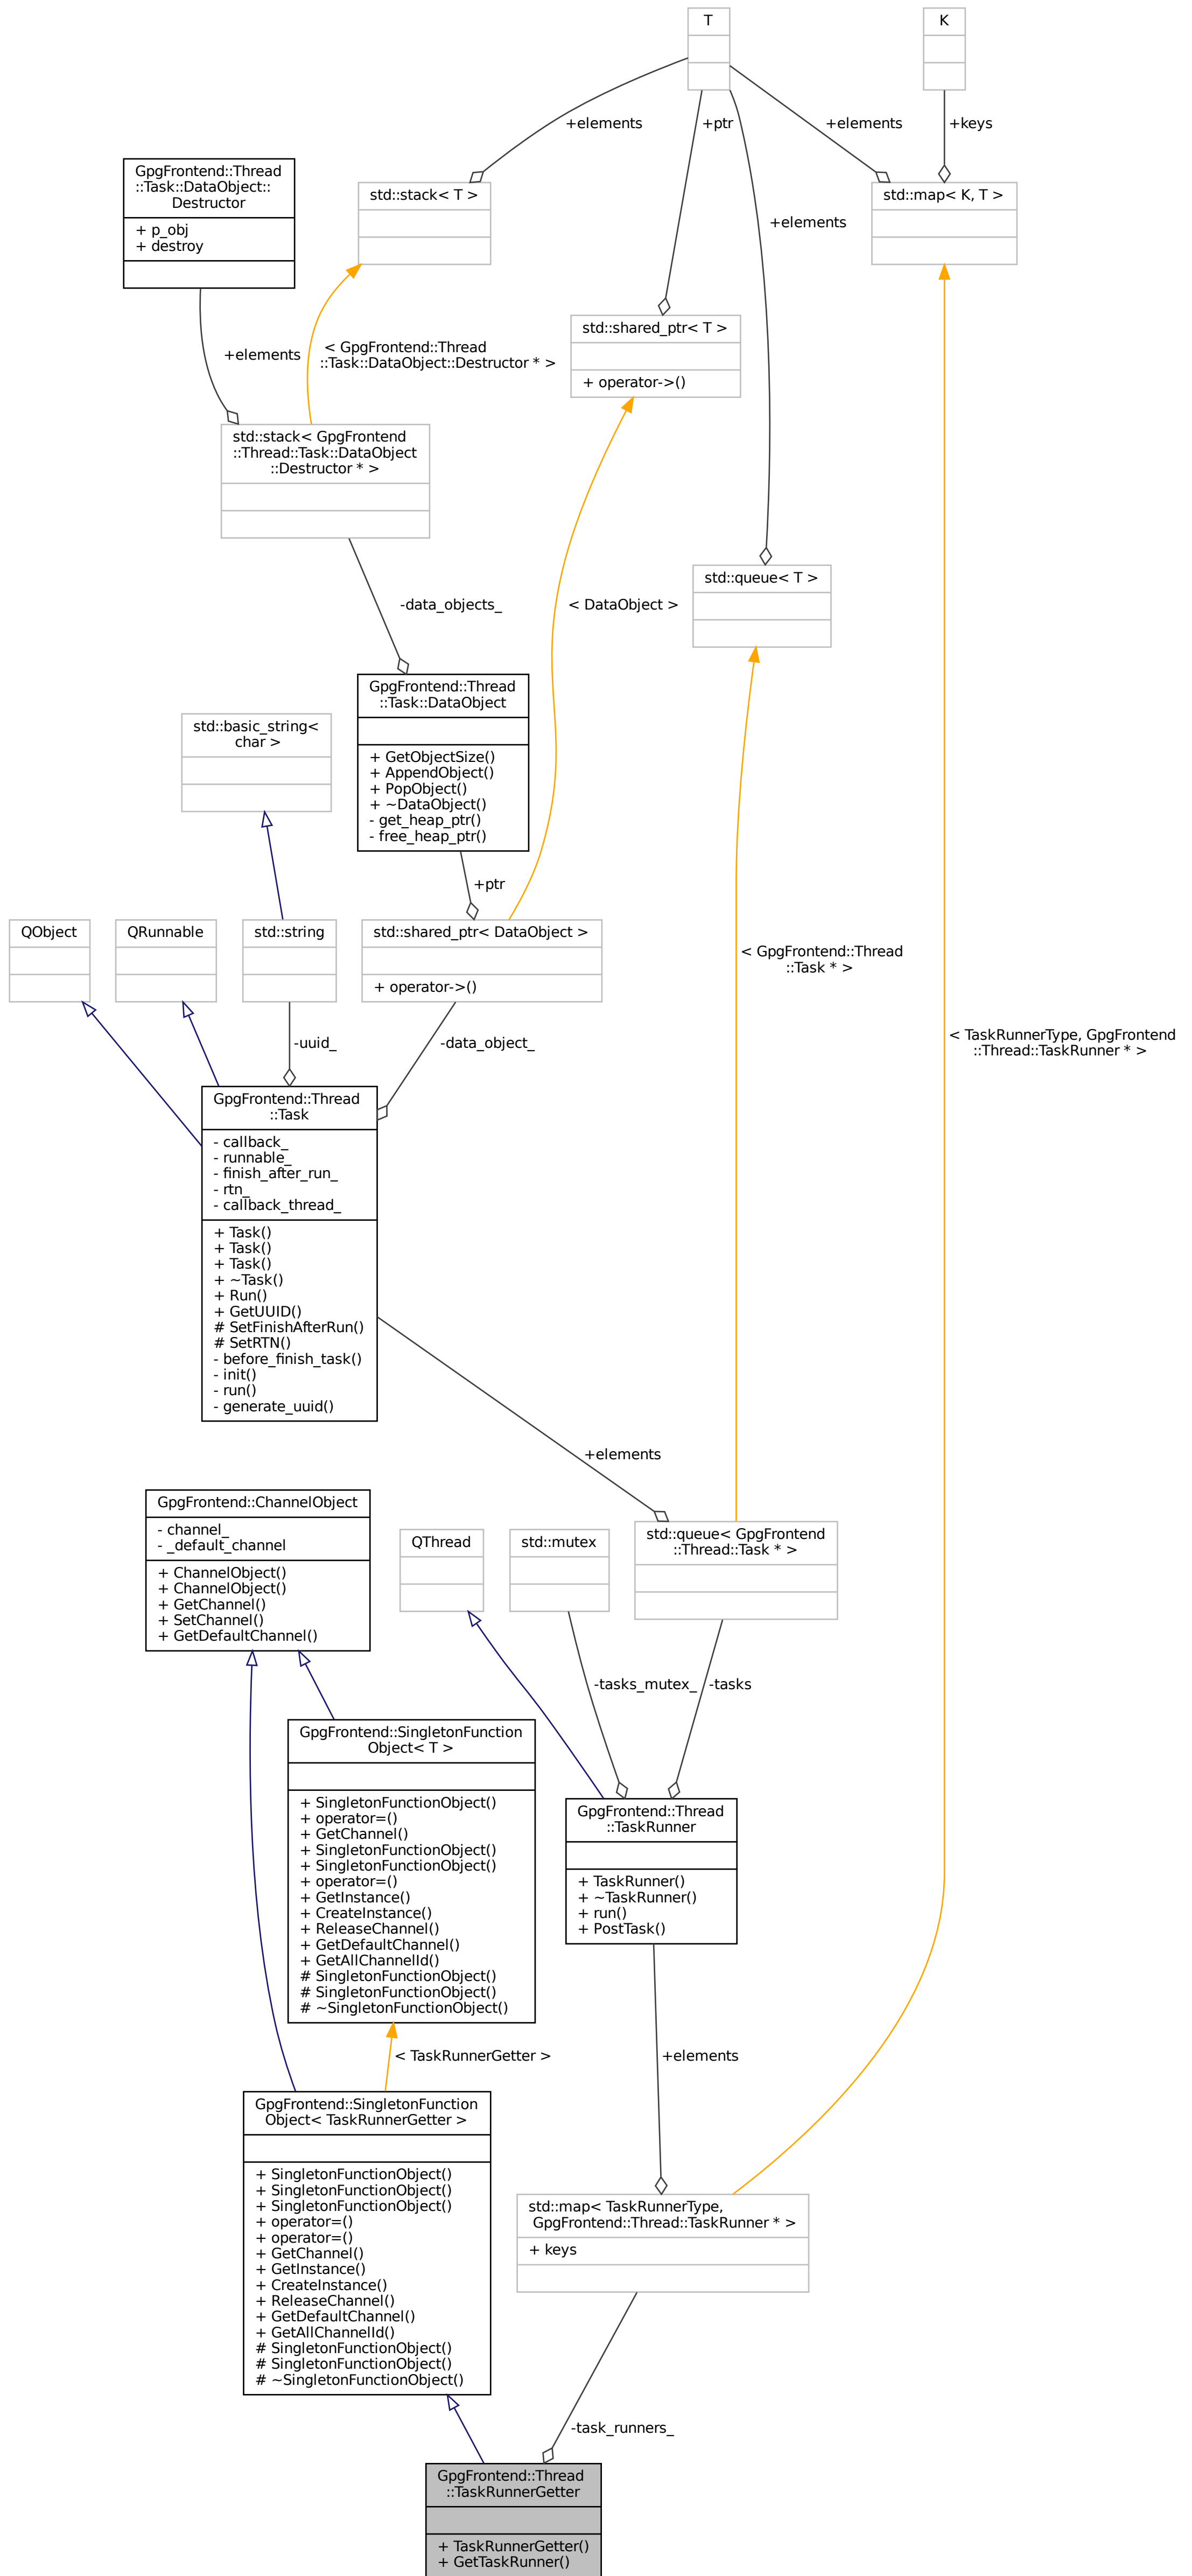 T
K
+elements
+ptr
+elements
+keys
GpgFrontend::Thread
::Task::DataObject::
Destructor
+ p_obj
+ destroy
std::stack< T >
std::map< K, T >
+elements
std::shared_ptr< T >
+ operator->()
+elements
< GpgFrontend::Thread
::Task::DataObject::Destructor * >
std::stack< GpgFrontend
::Thread::Task::DataObject
::Destructor * >
std::queue< T >
-data_objects_
< DataObject >
GpgFrontend::Thread
::Task::DataObject
+ GetObjectSize()
+ AppendObject()
+ PopObject()
+ ~DataObject()
- get_heap_ptr()
- free_heap_ptr()
std::basic_string<
char >
+ptr
QObject
QRunnable
std::string
std::shared_ptr< DataObject >
+ operator->()
< GpgFrontend::Thread
::Task * >
-uuid_
-data_object_
< TaskRunnerType, GpgFrontend
::Thread::TaskRunner * >
GpgFrontend::Thread
::Task
- callback_
- runnable_
- finish_after_run_
- rtn_
- callback_thread_
+ Task()
+ Task()
+ Task()
+ ~Task()
+ Run()
+ GetUUID()
# SetFinishAfterRun()
# SetRTN()
- before_finish_task()
- init()
- run()
- generate_uuid()
+elements
GpgFrontend::ChannelObject
- channel_
- _default_channel
+ ChannelObject()
+ ChannelObject()
+ GetChannel()
+ SetChannel()
+ GetDefaultChannel()
QThread
std::mutex
std::queue< GpgFrontend
::Thread::Task * >
-tasks_mutex_
-tasks
GpgFrontend::SingletonFunction
Object< T >
+ SingletonFunctionObject()
+ operator=()
+ GetChannel()
+ SingletonFunctionObject()
+ SingletonFunctionObject()
+ operator=()
+ GetInstance()
+ CreateInstance()
+ ReleaseChannel()
+ GetDefaultChannel()
+ GetAllChannelId()
# SingletonFunctionObject()
# SingletonFunctionObject()
# ~SingletonFunctionObject()
GpgFrontend::Thread
::TaskRunner
+ TaskRunner()
+ ~TaskRunner()
+ run()
+ PostTask()
< TaskRunnerGetter >
+elements
GpgFrontend::SingletonFunction
Object< TaskRunnerGetter >
+ SingletonFunctionObject()
+ SingletonFunctionObject()
+ SingletonFunctionObject()
+ operator=()
+ operator=()
+ GetChannel()
+ GetInstance()
+ CreateInstance()
+ ReleaseChannel()
+ GetDefaultChannel()
+ GetAllChannelId()
# SingletonFunctionObject()
# SingletonFunctionObject()
# ~SingletonFunctionObject()
std::map< TaskRunnerType,
GpgFrontend::Thread::TaskRunner * >
+ keys
-task_runners_
GpgFrontend::Thread
::TaskRunnerGetter
+ TaskRunnerGetter()
+ GetTaskRunner()